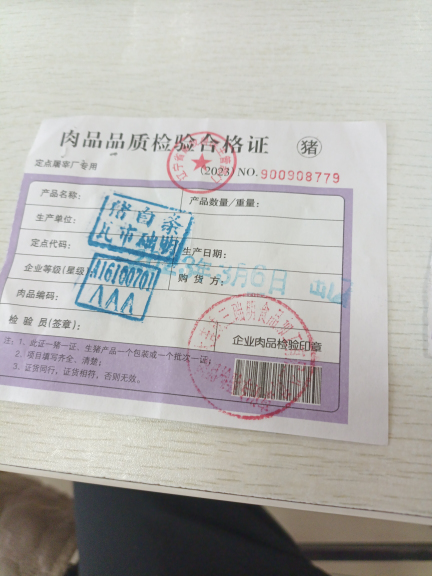 肉品品质检验合格证 猪
定点屠宰厂专用
(2023) NO.900908779
产品名称: 猪白条
产品数量/重量:
生产单位:
定点代码: A16100701
生产日期: 3月6日
企业等级(星级) AAA
购货方:
肉品编码:
检验员(签章):
企业肉品检验印章
注: 1、此证一猪一证、生猪产品一个包装或一个批次一证;
2、项目填写齐全、清楚;
3、证货同行, 证货相符, 否则无效。